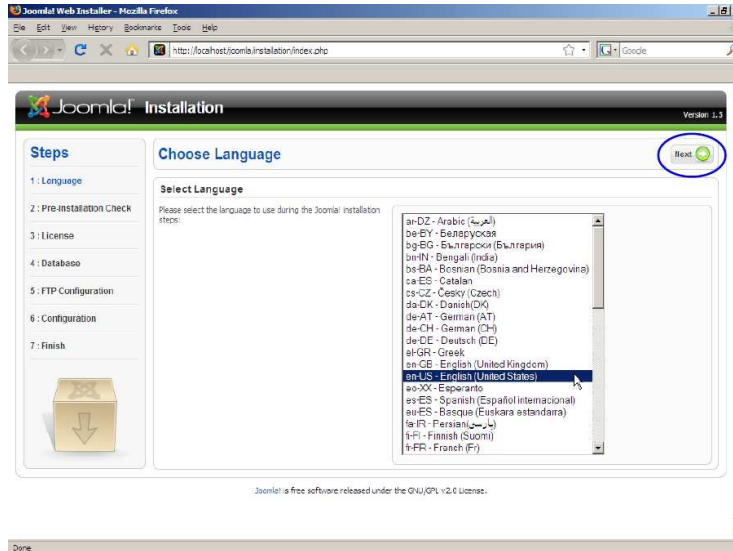 Joomla! Web Installer - Mozilla Firefox
File Edit View History Bookmarks Tools Help
http://localhost/joomla/installation/index.php
Google
Joomla! Installation
Version 1.5
Steps
1 : Language
2 : Pre-Installation Check
3 : License
4 : Database
5 : FTP Configuration
6 : Configuration
7 : Finish
Choose Language
Next
Select Language
Please select the language to use during the Joomla! installation
steps:
ar-DZ - Arabic (العربية)
be-BY - Беларуская
bg-BG - Български (България)
bn-IN - Bengali (India)
bs-BA - Bosnian (Bosnia and Herzegovina)
ca-ES - Catalan
cs-CZ - Česky (Czech)
da-DK - Danish(DK)
de-AT - German (AT)
de-CH - German (CH)
de-DE - Deutsch (DE)
el-GR - Greek
en-GB - English (United Kingdom)
en-US - English (United States)
eo-XX - Esperanto
es-ES - Spanish (Español internacional)
eu-ES - Basque (Euskara estandarra)
fa-IR - Persian(پارسی)
fi-FI - Finnish (Suomi)
fr-FR - French (Fr)
Joomla! is free software released under the GNU/GPL v2.0 License.
Done